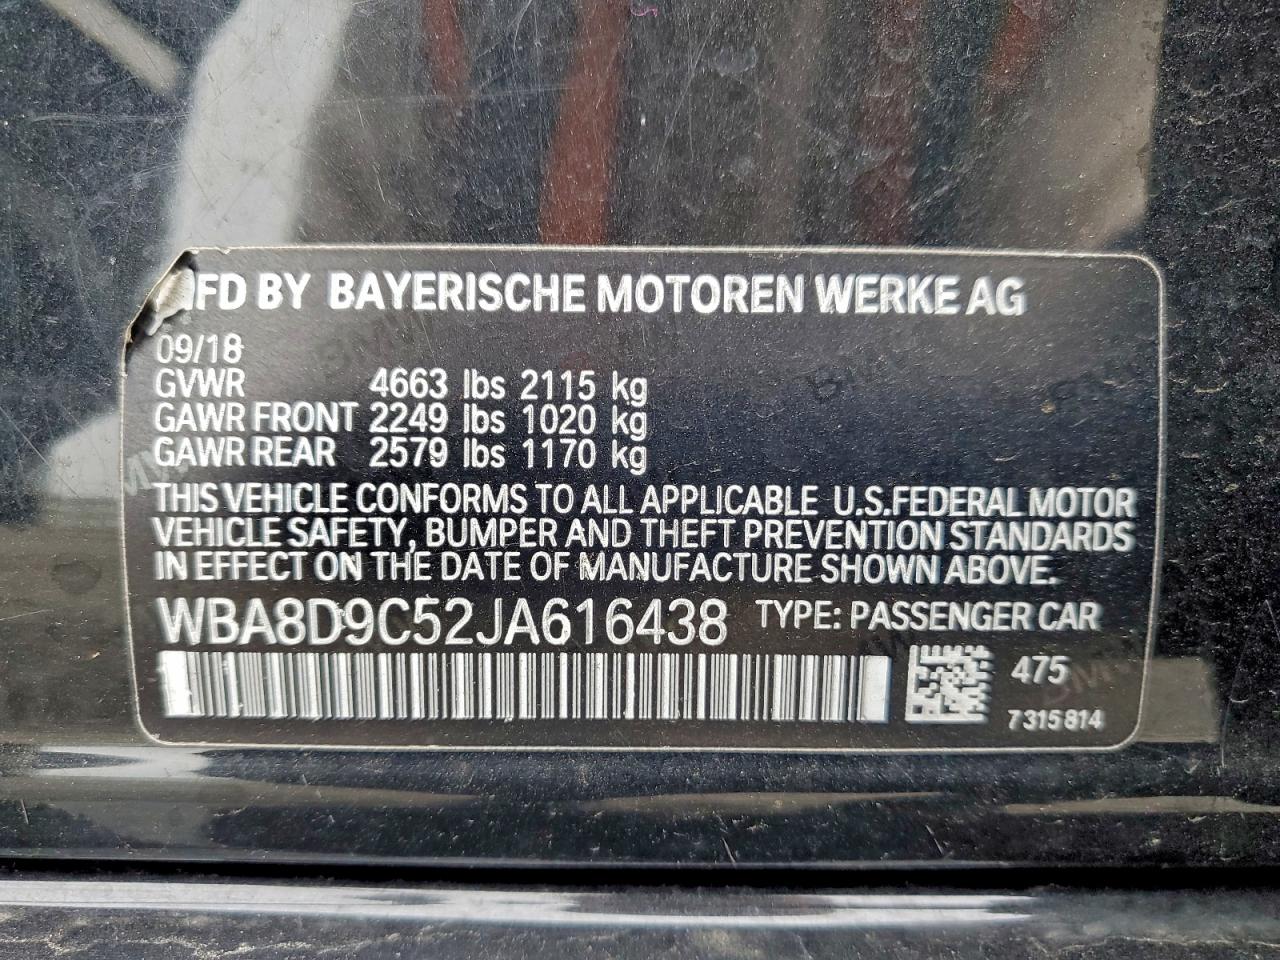 MFD BY BAYERISCHE MOTOREN WERKE AG
09/18
GVWR 4663 lbs 2115 kg
GAWR FRONT 2249 lbs 1020 kg
GAWR REAR 2579 lbs 1170 kg
THIS VEHICLE CONFORMS TO ALL APPLICABLE U.S.FEDERAL MOTOR
VEHICLE SAFETY, BUMPER AND THEFT PREVENTION STANDARDS
IN EFFECT ON THE DATE OF MANUFACTURE SHOWN ABOVE.
WBA8D9C52JA616438 TYPE: PASSENGER CAR
475
7315814